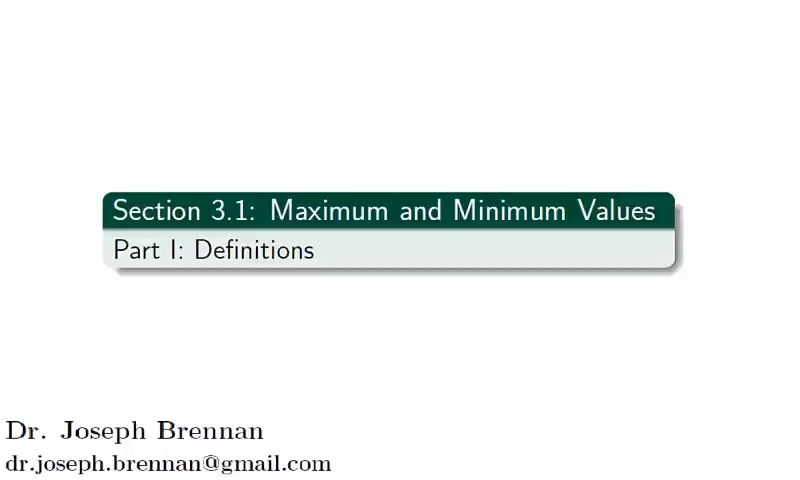 Section 3.1: Maximum and Minimum Values
Part I: Definitions
Dr. Joseph Brennan
dr.joseph.brennan@gmail.com